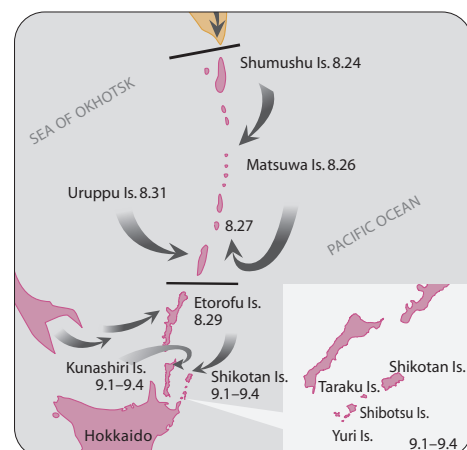 Shumushu Is. 8.24
SEA OF OKHOTSK
Matsuwa Is. 8.26
Uruppu Is. 8.31
8.27
PACIFIC OCEAN
Etorofu Is.
8.29
Kunashiri Is.
9.1–9.4
Shikotan Is.
9.1–9.4
Hokkaido
Shikotan Is.
Taraku Is.
Shibotsu Is.
Yuri Is.
9.1–9.4